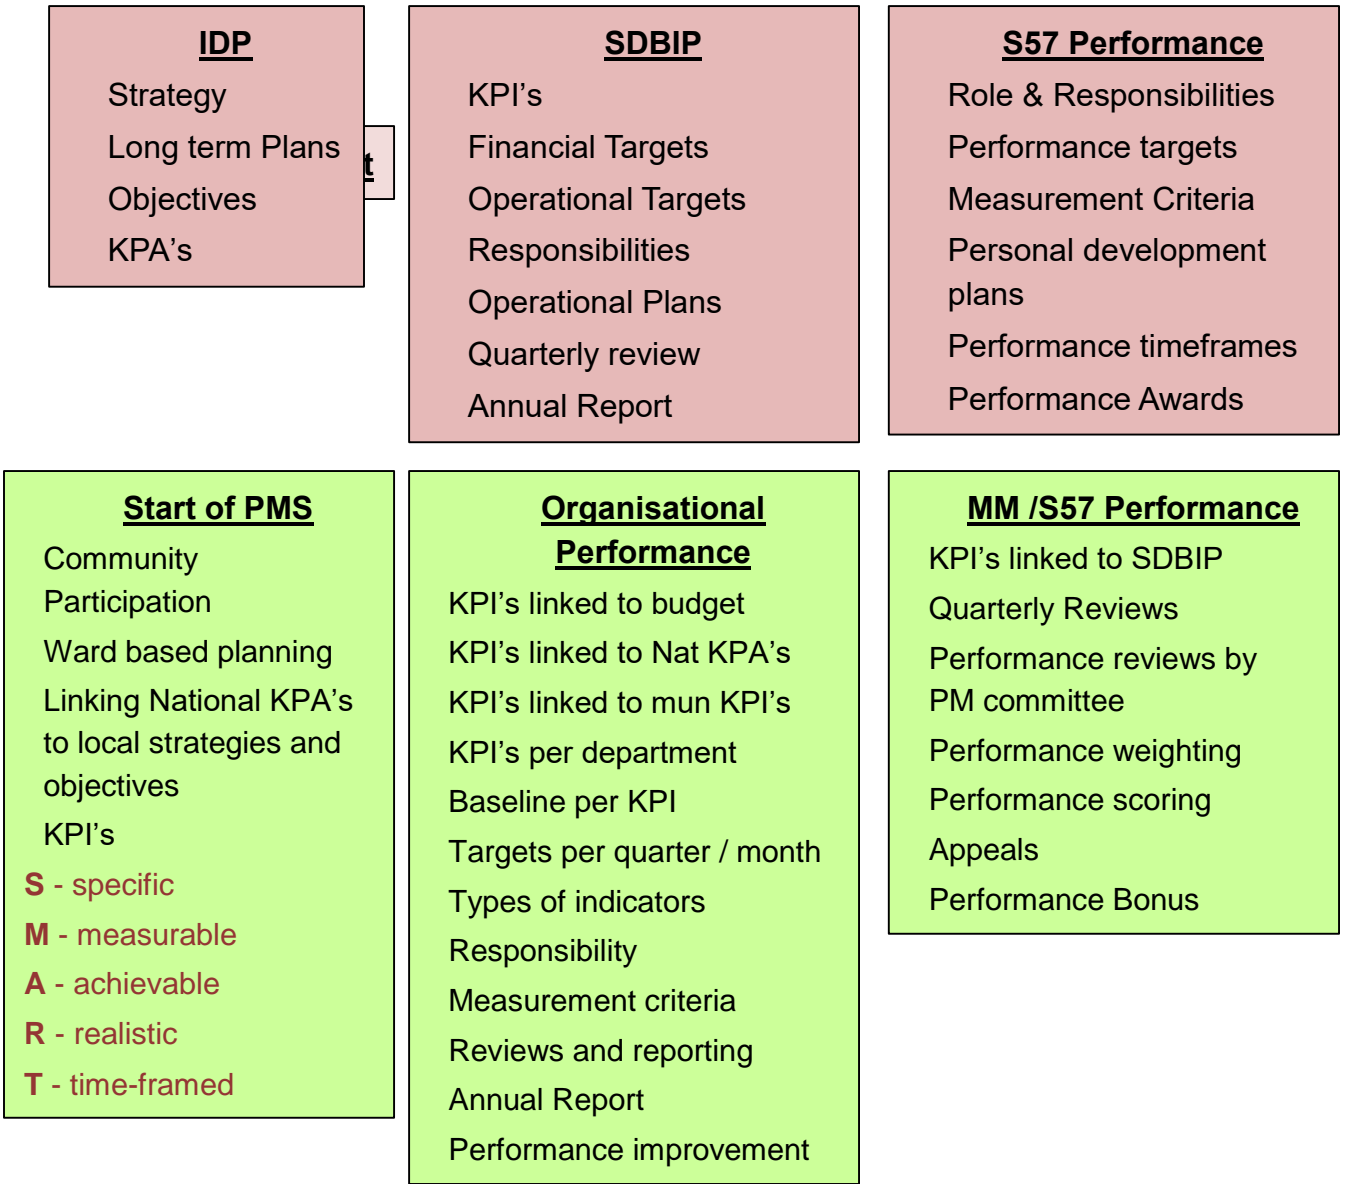 IDP
Strategy
Long term Plans
Objectives
KPA's
SDBIP
KPI's
Financial Targets
Operational Targets
Responsibilities
Operational Plans
Quarterly review
Annual Report
S57 Performance
Role & Responsibilities
Performance targets
Measurement Criteria
Personal development
plans
Performance timeframes
Performance Awards
Start of PMS
Community
Participation
Ward based planning
Linking National KPA's
to local strategies and
objectives
KPI's
S - specific
M - measurable
A - achievable
R - realistic
T - time-framed
Organisational
Performance
KPI's linked to budget
KPI's linked to Nat KPA's
KPI's linked to mun KPI's
KPI's per department
Baseline per KPI
Targets per quarter / month
Types of indicators
Responsibility
Measurement criteria
Reviews and reporting
Annual Report
Performance improvement
MM /S57 Performance
KPI's linked to SDBIP
Quarterly Reviews
Performance reviews by
PM committee
Performance weighting
Performance scoring
Appeals
Performance Bonus